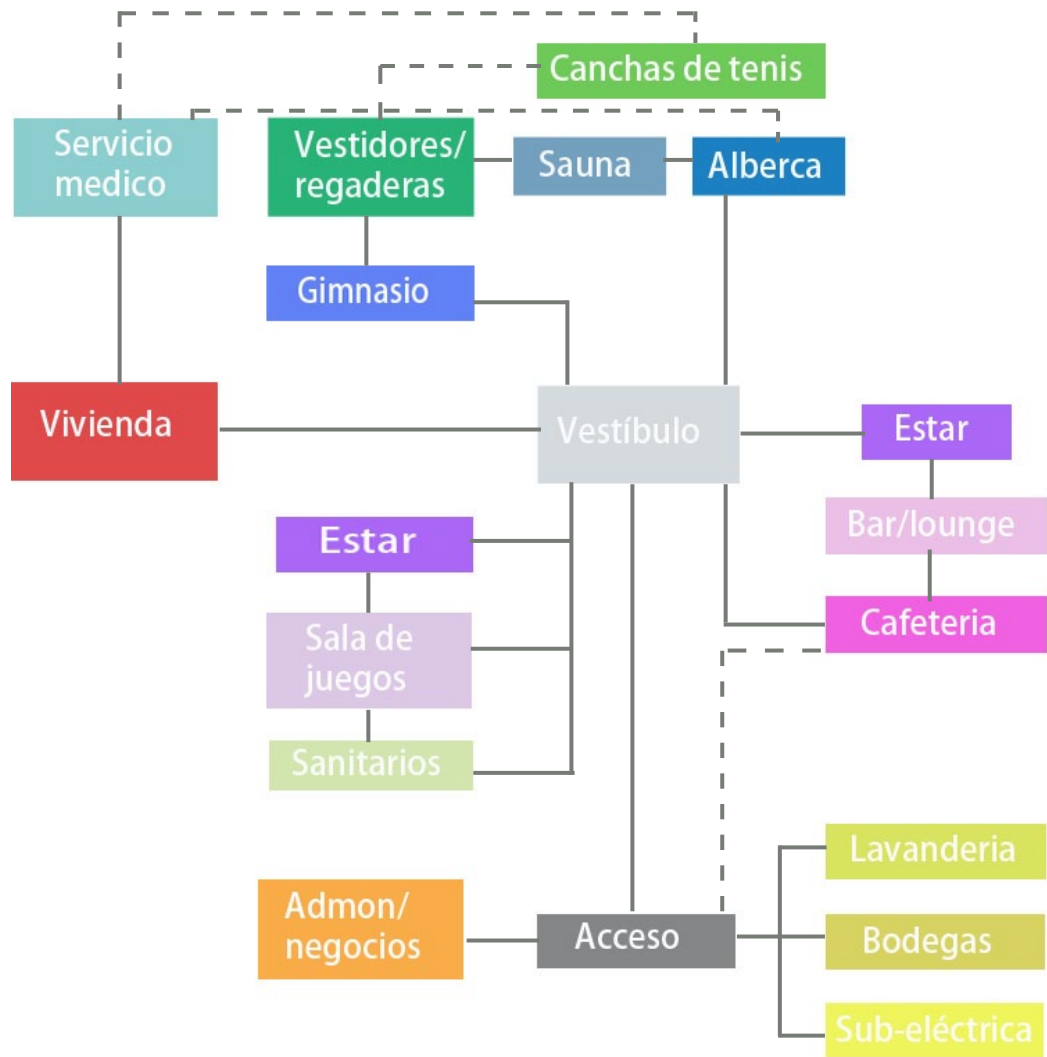 Canchas de tenis
Servicio
medico
Vestidores/
regaderas
Sauna
Alberca
Gimnasio
Vivienda
Vestíbulo
Estar
Bar/lounge
Cafeteria
Estar
Sala de
juegos
Sanitarios
Admon/
negocios
Acceso
Lavanderia
Bodegas
Sub-eléctrica